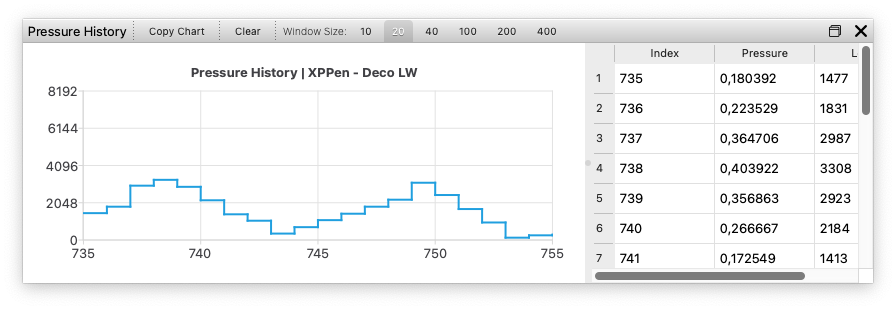 Pressure History Copy Chart Clear Window Size: 10 20 40 100 200 400
Pressure History | XPPen - Deco LW
8192
6144
4096
2048
0
735 740 745 750 755
Index Pressure L
1 735 0,180392 1477
2 736 0,223529 1831
3 737 0,364706 2987
4 738 0,403922 3308
5 739 0,356863 2923
6 740 0,266667 2184
7 741 0,172549 1413